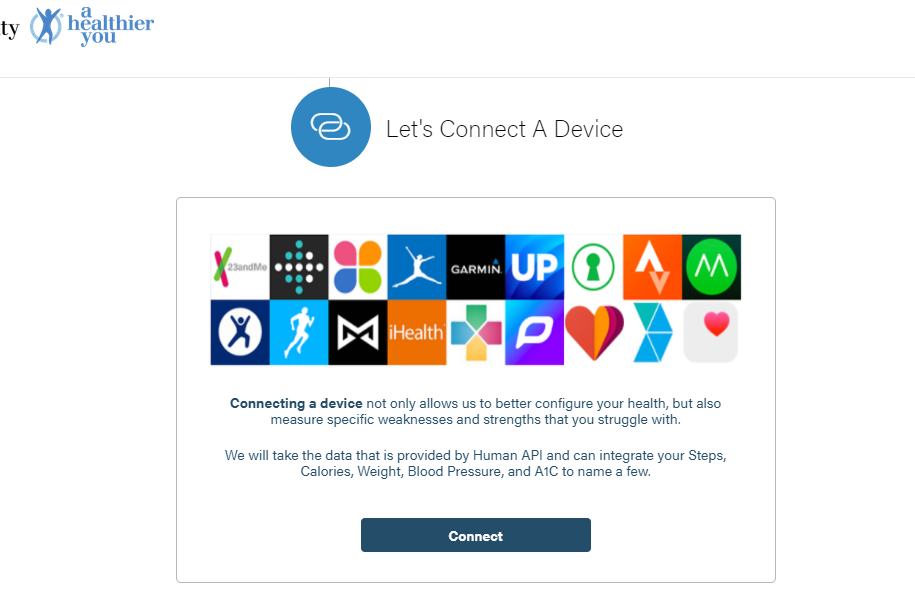 ty
a
healthier
you
Let's Connect A Device
23andMe
GARMIN.
UP
iHealth
Connecting a device not only allows us to better configure your health, but also
measure specific weaknesses and strengths that you struggle with.
We will take the data that is provided by Human API and can integrate your Steps,
Calories, Weight, Blood Pressure, and A1C to name a few.
Connect